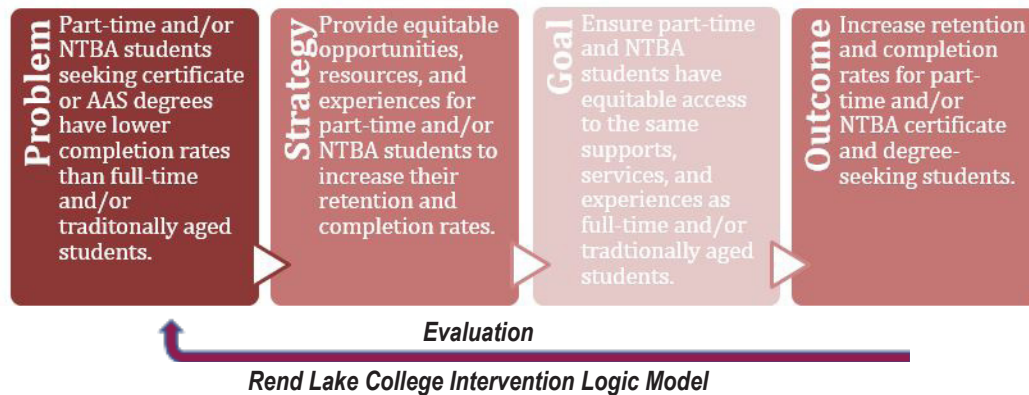 Problem
Part-time and/or
NTBA students
seeking certificate
or AAS degrees
have lower
completion rates
than full-time
and/or
traditonally aged
students.
Strategy
Provide equitable
opportunities,
resources, and
experiences for
part-time and/or
NTBA students to
increase their
retention and
completion rates.
Goal
Ensure part-time
and NTBA
students have
equitable access
to the same
supports,
services, and
experiences as
full-time and/or
tradtionally aged
students.
Outcome
Increase retention
and completion
rates for part-
time and/or
NTBA certificate
and degree-
seeking students.
Evaluation
Rend Lake College Intervention Logic Model